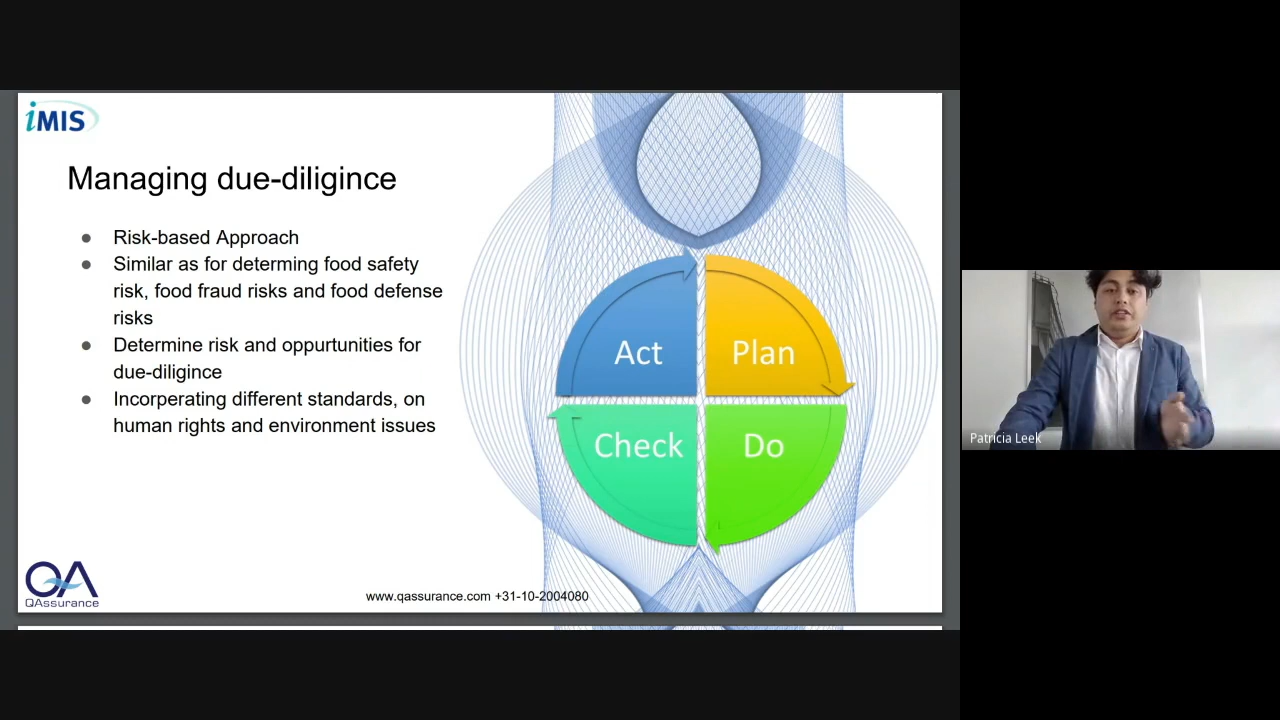 iMIS
Managing due-diligince
Risk-based Approach
Similar as for determing food safety
risk, food fraud risks and food defense
risks
Determine risk and oppurtunities for
due-diligince
Incorperating different standards, on
human rights and environment issues
Act
Plan
Check
Do
QA
QAssurance
www.qassurance.com +31-10-2004080
Patricia Leek